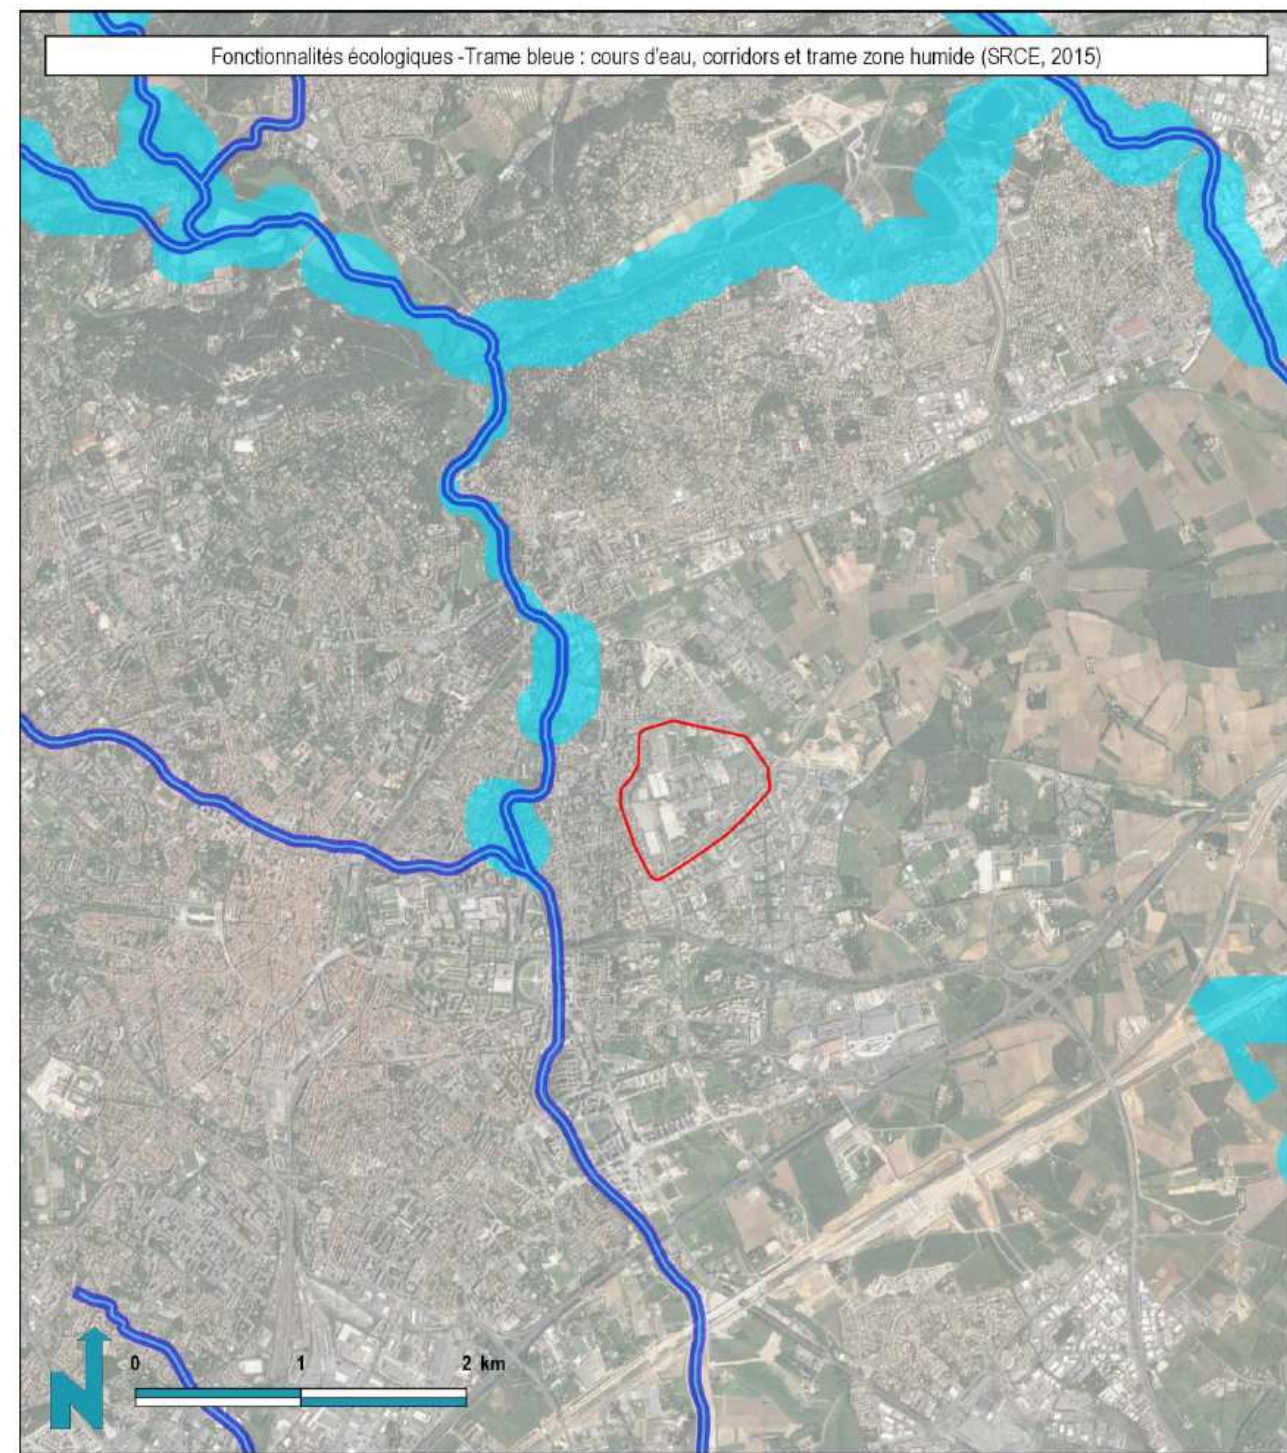 Fonctionnalités écologiques -Trame bleue : cours d'eau, corridors et trame zone humide (SRCE, 2015)
0 1 2 km
N